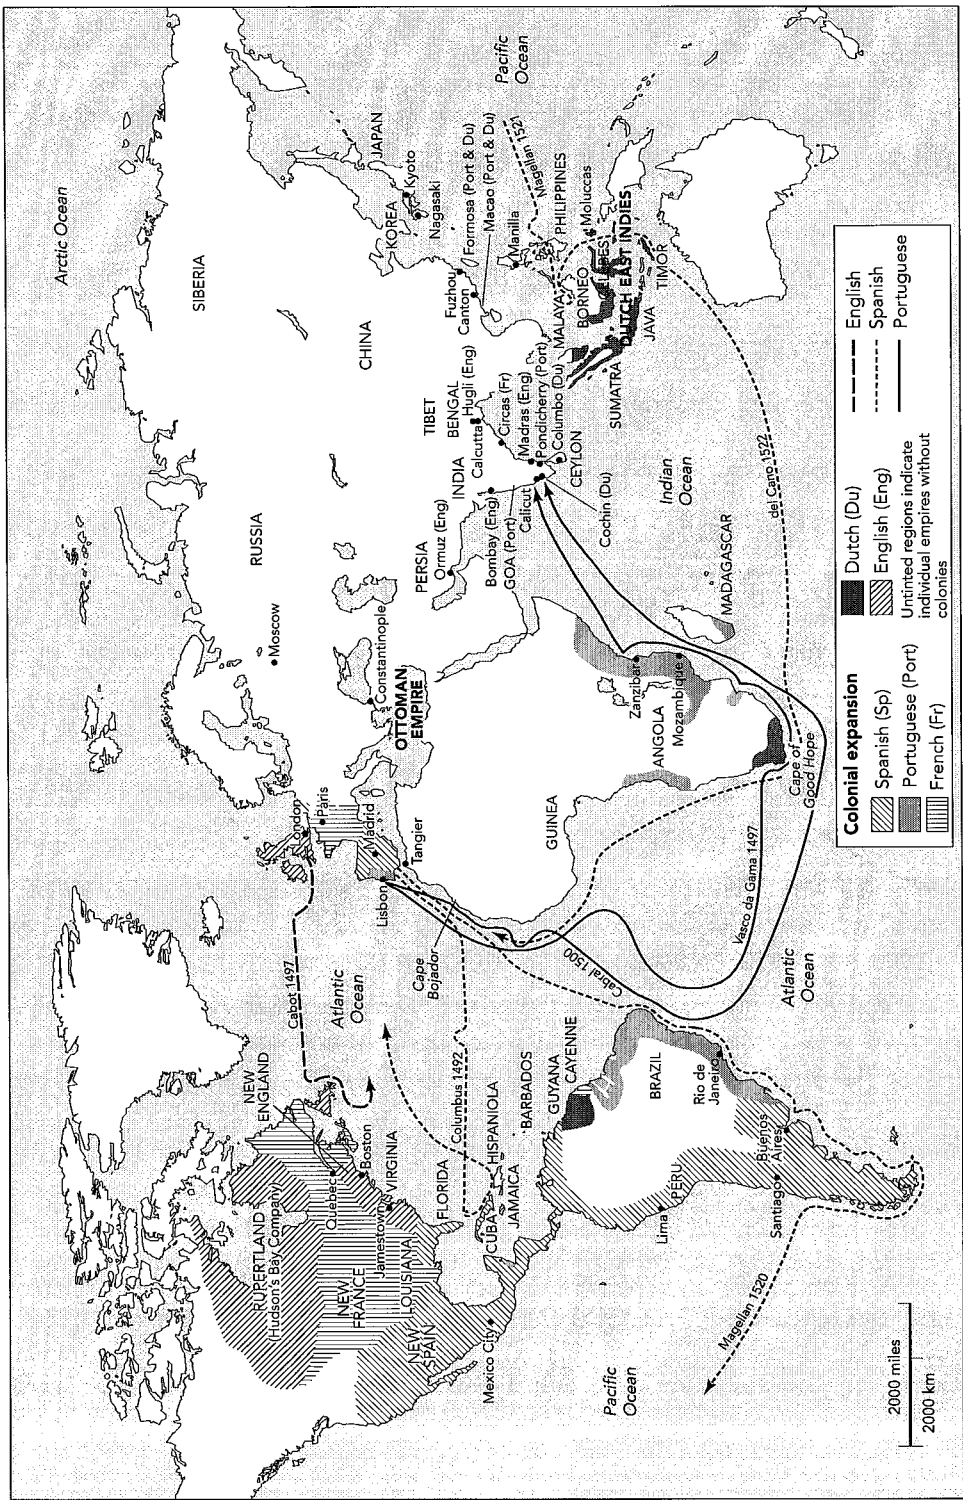 Arctic Ocean
SIBERIA
RUSSIA
Moscow
CHINA
TIBET
BENGAL
Hugli (Eng)
Calcutta
INDIA
Circas (Fr)
Madras (Eng)
Pondicherry (Port)
Columbo (Du)
CEYLON
Cochin (Du)
Calicut
GOA (Port)
Bombay (Eng)
Ormuz (Eng)
PERSIA
Constantinople
OTTOMAN
EMPIRE
JAPAN
Kyoto
Nagasaki
KOREA
Formosa (Port & Du)
Macao (Port & Du)
Fuzhou
Canton
Manilla
PHILIPPINES
Magellan 1521
Pacific
Ocean
Moluccas
CELEBES
DUTCH EAST INDIES
BORNEO
MALAYA
TIMOR
JAVA
SUMATRA
Indian
Ocean
del Cano 1522
MADAGASCAR
Zanzibar
Mozambique
ANGOLA
GUINEA
Cape of
Good Hope
Vasco da Gama 1497
Cabral 1500
Atlantic
Ocean
London
Paris
Madrid
Lisbon
Tangier
Cape
Bojador
Cabot 1497
Atlantic
Ocean
Columbus 1492
NEW
ENGLAND
RUPERTLAND
(Hudson's Bay Company)
Quebec
Boston
NEW
FRANCE
Jamestown
VIRGINIA
LOUISIANA
NEW
SPAIN
FLORIDA
Mexico City
CUBA
HISPANIOLA
JAMAICA
BARBADOS
GUYANA
CAYENNE
BRAZIL
Rio de
Janeiro
PERU
Lima
Buenos
Aires
Santiago
Magellan 1520
Pacific
Ocean
2000 miles
2000 km
Colonial expansion
Spanish (Sp)
Portuguese (Port)
French (Fr)
Dutch (Du)
English (Eng)
Untinted regions indicate
individual empires without
colonies
English
Spanish
Portuguese